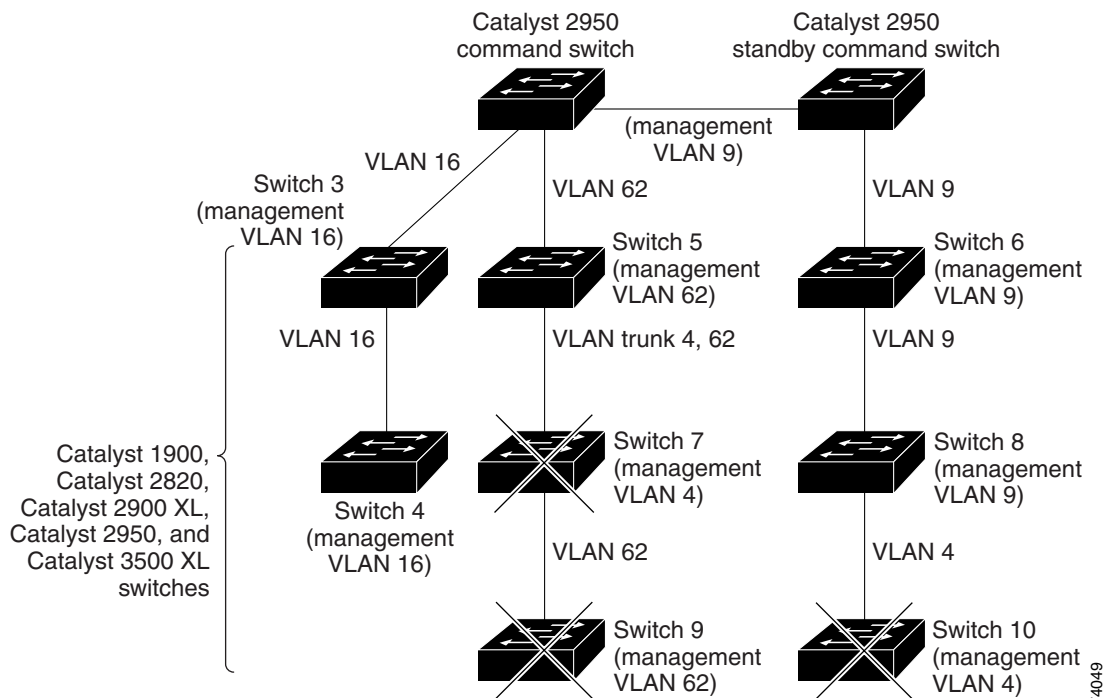 Catalyst 2950
command switch
Catalyst 2950
standby command switch
(management
VLAN 9)
VLAN 16
VLAN 62
VLAN 9
Switch 3
(management
VLAN 16)
Switch 5
(management
VLAN 62)
Switch 6
(management
VLAN 9)
VLAN 16
VLAN trunk 4, 62
VLAN 9
Catalyst 1900,
Catalyst 2820,
Catalyst 2900 XL,
Catalyst 2950, and
Catalyst 3500 XL
switches
Switch 4
(management
VLAN 16)
Switch 7
(management
VLAN 4)
Switch 8
(management
VLAN 9)
VLAN 62
VLAN 4
Switch 9
(management
VLAN 62)
Switch 10
(management
VLAN 4)